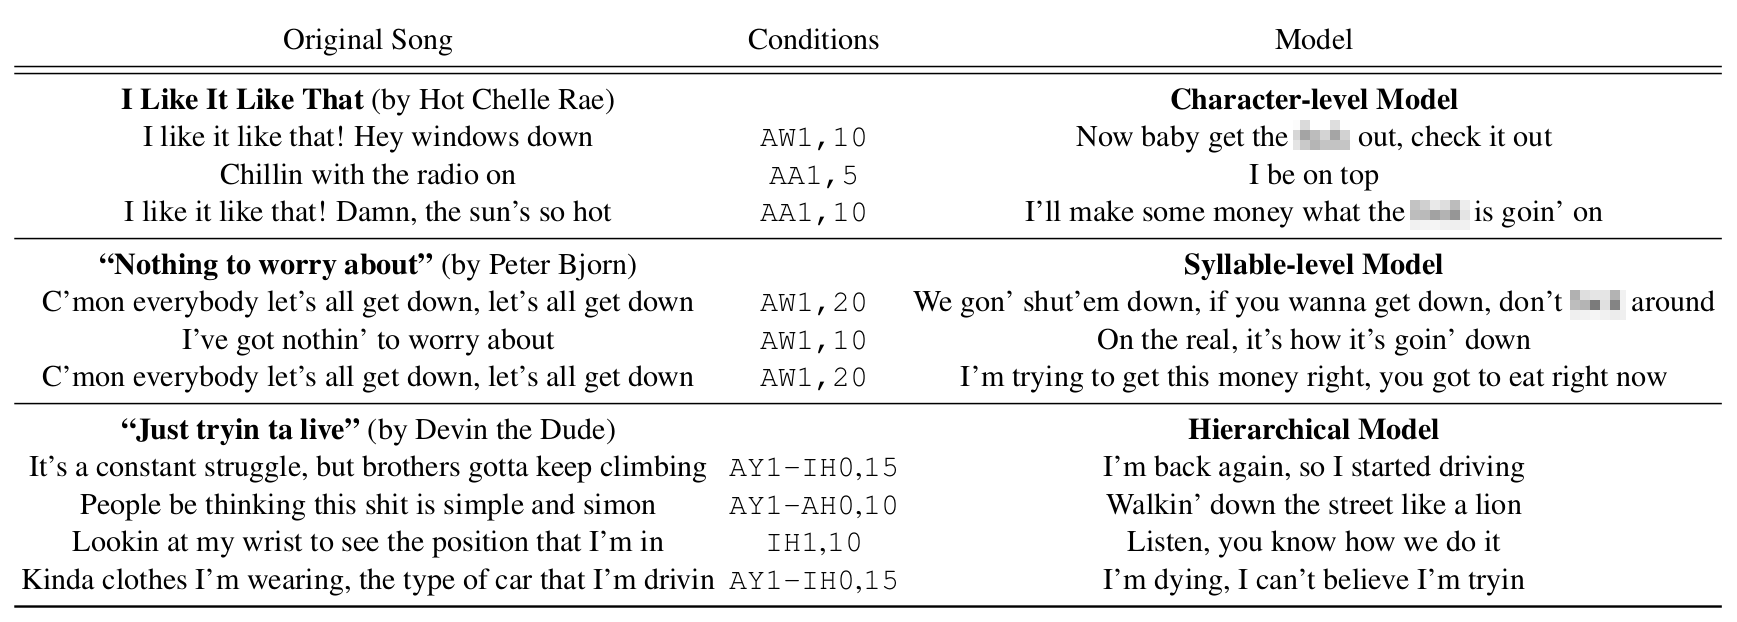 Original Song Conditions Model
I Like It Like That (by Hot Chelle Rae) Character-level Model
I like it like that! Hey windows down AW1,10 Now baby get the out, check it out
Chillin with the radio on AA1,5 I be on top
I like it like that! Damn, the sun's so hot AA1,10 I'll make some money what the is goin' on
“Nothing to worry about” (by Peter Bjorn) Syllable-level Model
C'mon everybody let's all get down, let's all get down AW1,20 We gon' shut'em down, if you wanna get down, don't around
I've got nothin' to worry about AW1,10 On the real, it's how it's goin' down
C'mon everybody let's all get down, let's all get down AW1,20 I'm trying to get this money right, you got to eat right now
“Just tryin ta live” (by Devin the Dude) Hierarchical Model
It's a constant struggle, but brothers gotta keep climbing AY1-IH0,15 I'm back again, so I started driving
People be thinking this shit is simple and simon AY1-AH0,10 Walkin' down the street like a lion
Lookin at my wrist to see the position that I'm in IH1,10 Listen, you know how we do it
Kinda clothes I'm wearing, the type of car that I'm drivin AY1-IH0,15 I'm dying, I can't believe I'm tryin